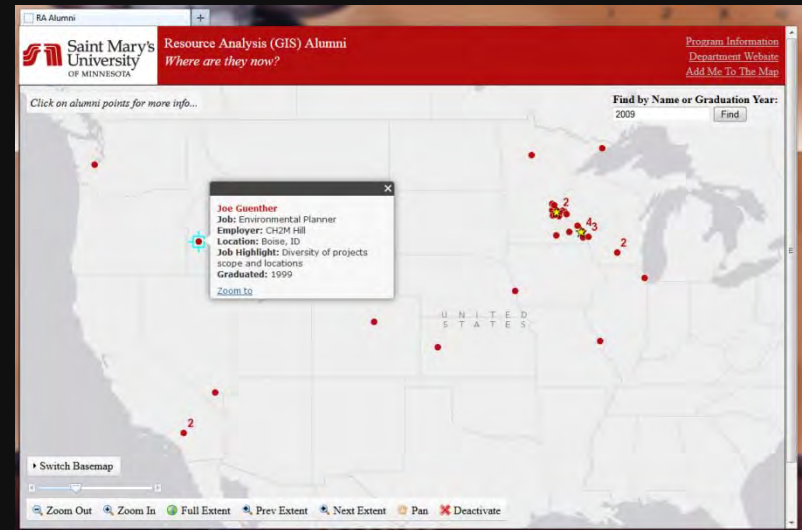 RA Alumni
+
Saint Mary's
University
OF MINNESOTA
Resource Analysis (GIS) Alumni
Where are they now?
Program Information
Department Website
Add Me To The Map
Click on alumni points for more info...
Find by Name or Graduation Year:
2009
Find
Joe Guenther
Job: Environmental Planner
Employer: CH2M Hill
Location: Boise, ID
Job Highlight: Diversity of projects
scope and locations
Graduated: 1999
Zoom to
2
4
3
2
UNITED
STATES
2
Switch Basemap
Zoom Out Zoom In Full Extent Prev Extent Next Extent Pan Deactivate